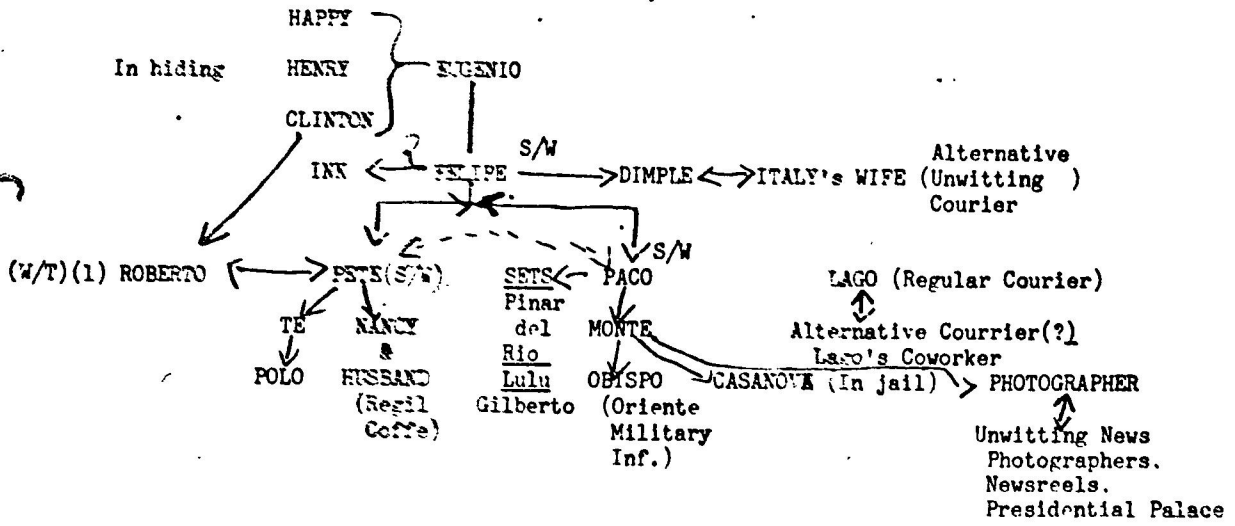 HAPPY
In hiding HENRY EUGENIO
CLINTON
S/W
INK ? FELIPE DIMPLE ITALY's WIFE
Alternative
(Unwitting )
Courier
S/W
(W/T)(1) ROBERTO PETE(S/W) SETS PACO LAGO (Regular Courier)
Pinar
del
Rio
Lulu
Gilberto
TE NANCY
&
HUSBAND
(Regil
Coffe)
POLO
MONTE
OBISPO
(Oriente
Military
Inf.)
Alternative Courrier(?)
Lago's Coworker
CASANOVA (In jail) PHOTOGRAPHER
Unwitting News
Photographers.
Newsreels.
Presidential Palace